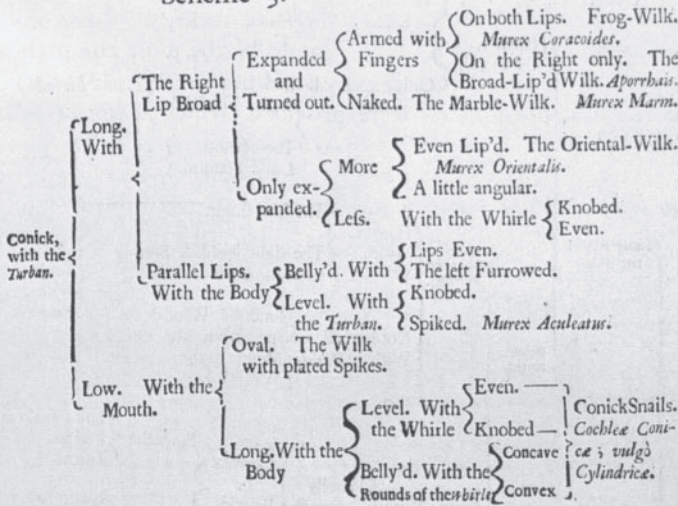 Scheme 3.
On both Lips. Frog-Wilk.
Murex Coracoides.
Armed with
Fingers
On the Right only. The
Broad-Lip'd Wilk. Aporrhais.
Expanded
and
Turned out.
Naked. The Marble-Wilk. Murex Marm.
The Right
Lip Broad
Long.
With
Even Lip'd. The Oriental-Wilk.
Murex Orientalis.
More
A little angular.
Only ex-
panded.
Leſs. With the Whirle
Knobed.
Even.
Conick,
with the
Turban.
Parallel Lips.
With the Body
Belly'd. With
Lips Even.
The left Furrowed.
Level. With
the Turban.
Knobed.
Spiked. Murex Aculeatus.
Low. With the
Mouth.
Oval. The Wilk
with plated Spikes.
Long. With the
Body
Level. With
the Whirle
Even.
Knobed
Belly'd. With the
Rounds of the whirle
Concave
Convex
Conick Snails.
Cochleæ Coni-
cæ; vulgò
Cylindricæ.